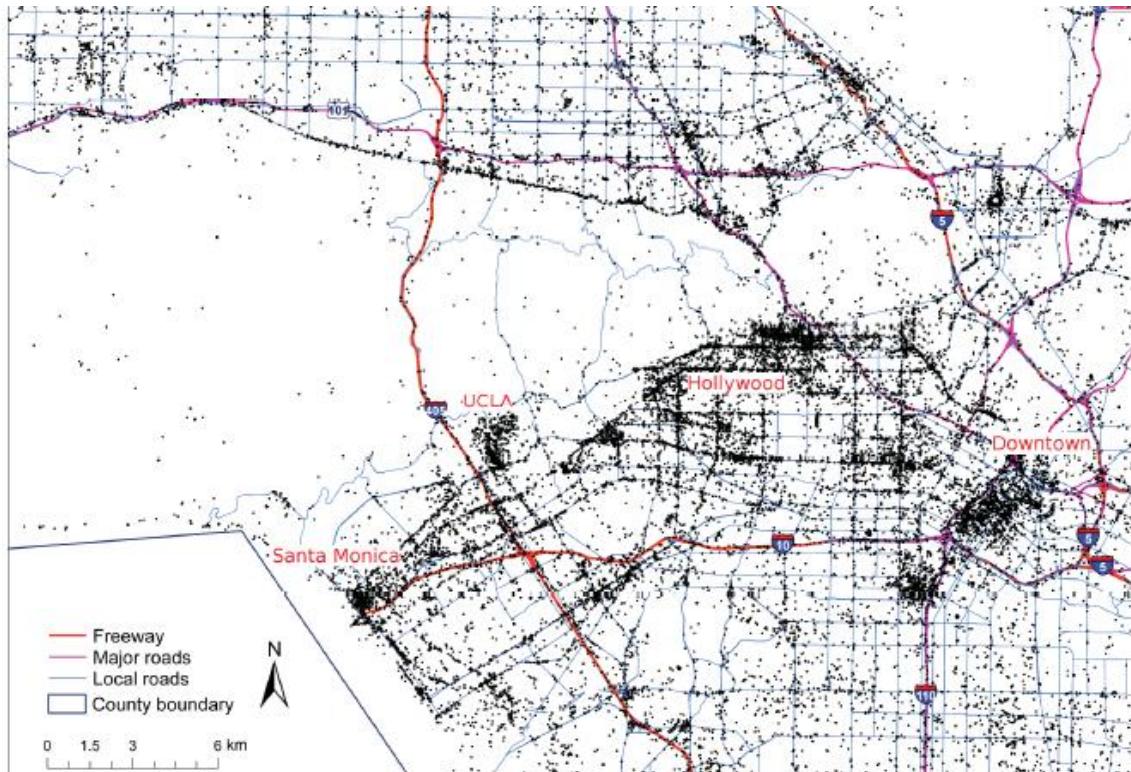 101
5
Hollywood
UCLA
405
Downtown
10
Santa Monica
5
5
110
Freeway
Major roads
Local roads
County boundary
N
0 1.5 3 6 km